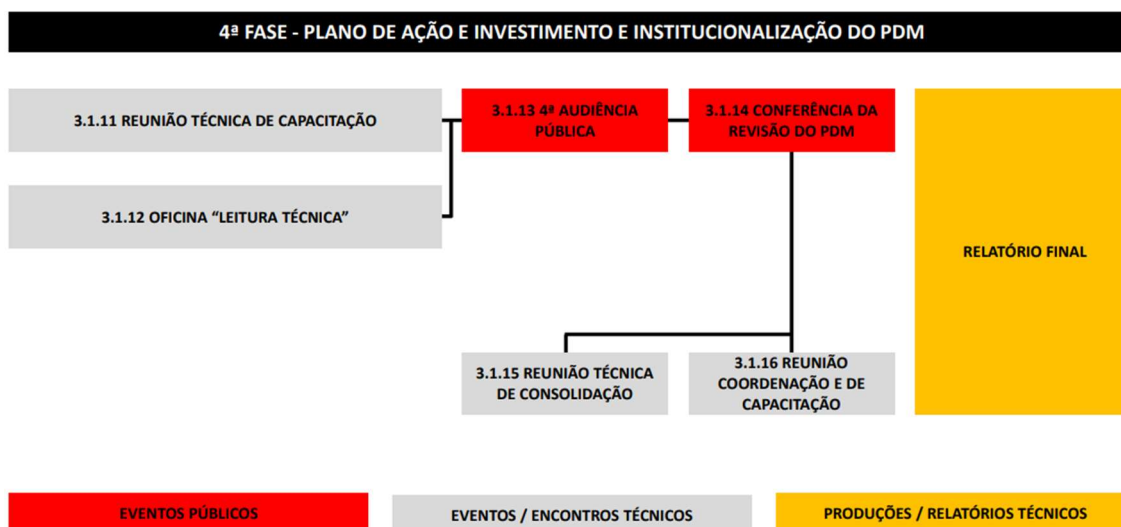 4ª FASE - PLANO DE AÇÃO E INVESTIMENTO E INSTITUCIONALIZAÇÃO DO PDM
3.1.11 REUNIÃO TÉCNICA DE CAPACITAÇÃO
3.1.13 4ª AUDIÊNCIA
PÚBLICA
3.1.14 CONFERÊNCIA DA
REVISÃO DO PDM
3.1.12 OFICINA “LEITURA TÉCNICA”
RELATÓRIO FINAL
3.1.15 REUNIÃO TÉCNICA
DE CONSOLIDAÇÃO
3.1.16 REUNIÃO
COORDENAÇÃO E DE
CAPACITAÇÃO
EVENTOS PÚBLICOS
EVENTOS / ENCONTROS TÉCNICOS
PRODUÇÕES / RELATÓRIOS TÉCNICOS